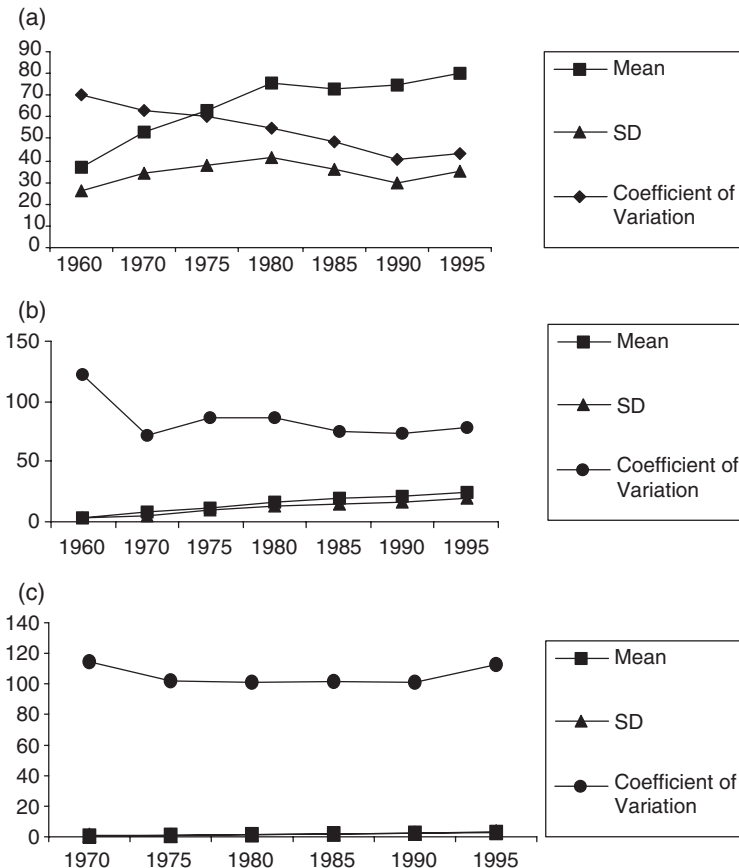 (a)
90
80
70
60
50
40
30
20
10
0
1960 1970 1975 1980 1985 1990 1995
Mean
SD
Coefficient of
Variation
(b)
150
100
50
0
1960 1970 1975 1980 1985 1990 1995
Mean
SD
Coefficient of
Variation
(c)
140
120
100
80
60
40
20
0
1970 1975 1980 1985 1990 1995
Mean
SD
Coefficient of
Variation